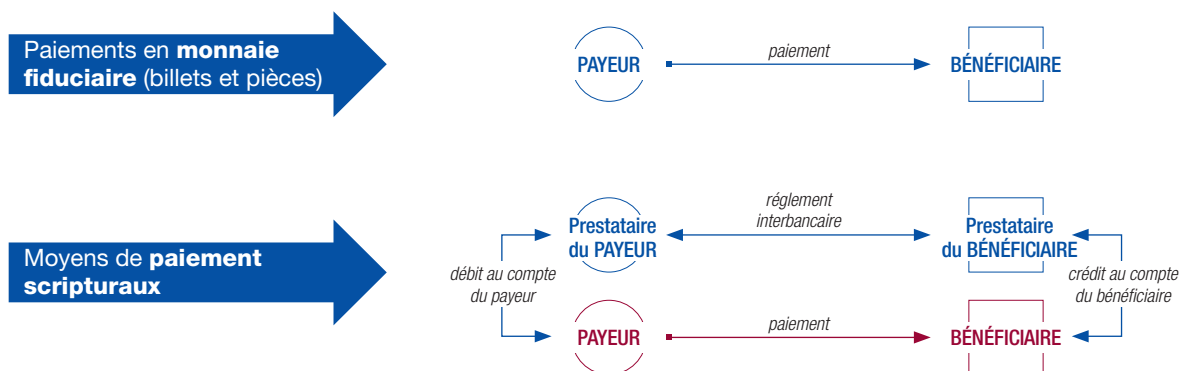 Paiements en monnaie
fiduciaire (billets et pièces)
PAYEUR
paiement
BÉNÉFICIAIRE
Moyens de paiement
scripturaux
Prestataire
du PAYEUR
réglement
interbancaire
Prestataire
du BÉNÉFICIAIRE
débit au compte
du payeur
crédit au compte
du bénéficiaire
PAYEUR
paiement
BÉNÉFICIAIRE